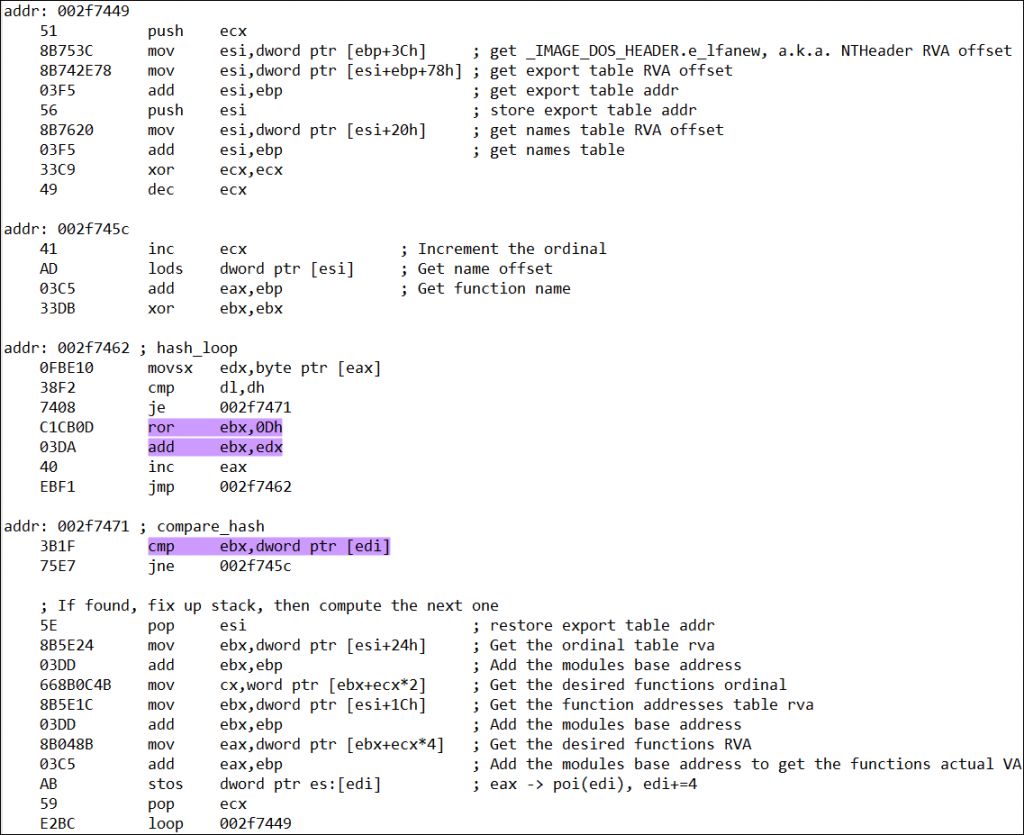 addr: 002f7449
51 push ecx
8B753C mov esi,dword ptr [ebp+3Ch] ; get _IMAGE_DOS_HEADER.e_lfanew, a.k.a. NTHeader RVA offset
8B742E78 mov esi,dword ptr [esi+ebp+78h] ; get export table RVA offset
03F5 add esi,ebp ; get export table addr
56 push esi ; store export table addr
8B7620 mov esi,dword ptr [esi+20h] ; get names table RVA offset
03F5 add esi,ebp ; get names table
33C9 xor ecx,ecx
49 dec ecx
addr: 002f745c
41 inc ecx ; Increment the ordinal
AD lods dword ptr [esi] ; Get name offset
03C5 add eax,ebp ; Get function name
33DB xor ebx,ebx
addr: 002f7462 ; hash_loop
0FBE10 movsx edx,byte ptr [eax]
38F2 cmp dl,dh
7408 je 002f7471
C1CB0D ror ebx,0Dh
03DA add ebx,edx
40 inc eax
EBF1 jmp 002f7462
addr: 002f7471 ; compare_hash
3B1F cmp ebx,dword ptr [edi]
75E7 jne 002f745c
; If found, fix up stack, then compute the next one
5E pop esi ; restore export table addr
8B5E24 mov ebx,dword ptr [esi+24h] ; Get the ordinal table rva
03DD add ebx,ebp ; Add the modules base address
668B0C4B mov cx,word ptr [ebx+ecx*2] ; Get the desired functions ordinal
8B5E1C mov ebx,dword ptr [esi+1Ch] ; Get the function addresses table rva
03DD add ebx,ebp ; Add the modules base address
8B048B mov eax,dword ptr [ebx+ecx*4] ; Get the desired functions RVA
03C5 add eax,ebp ; Add the modules base address to get the functions actual VA
AB stos dword ptr es:[edi] ; eax -> poi(edi), edi+=4
59 pop ecx
E2BC loop 002f7449